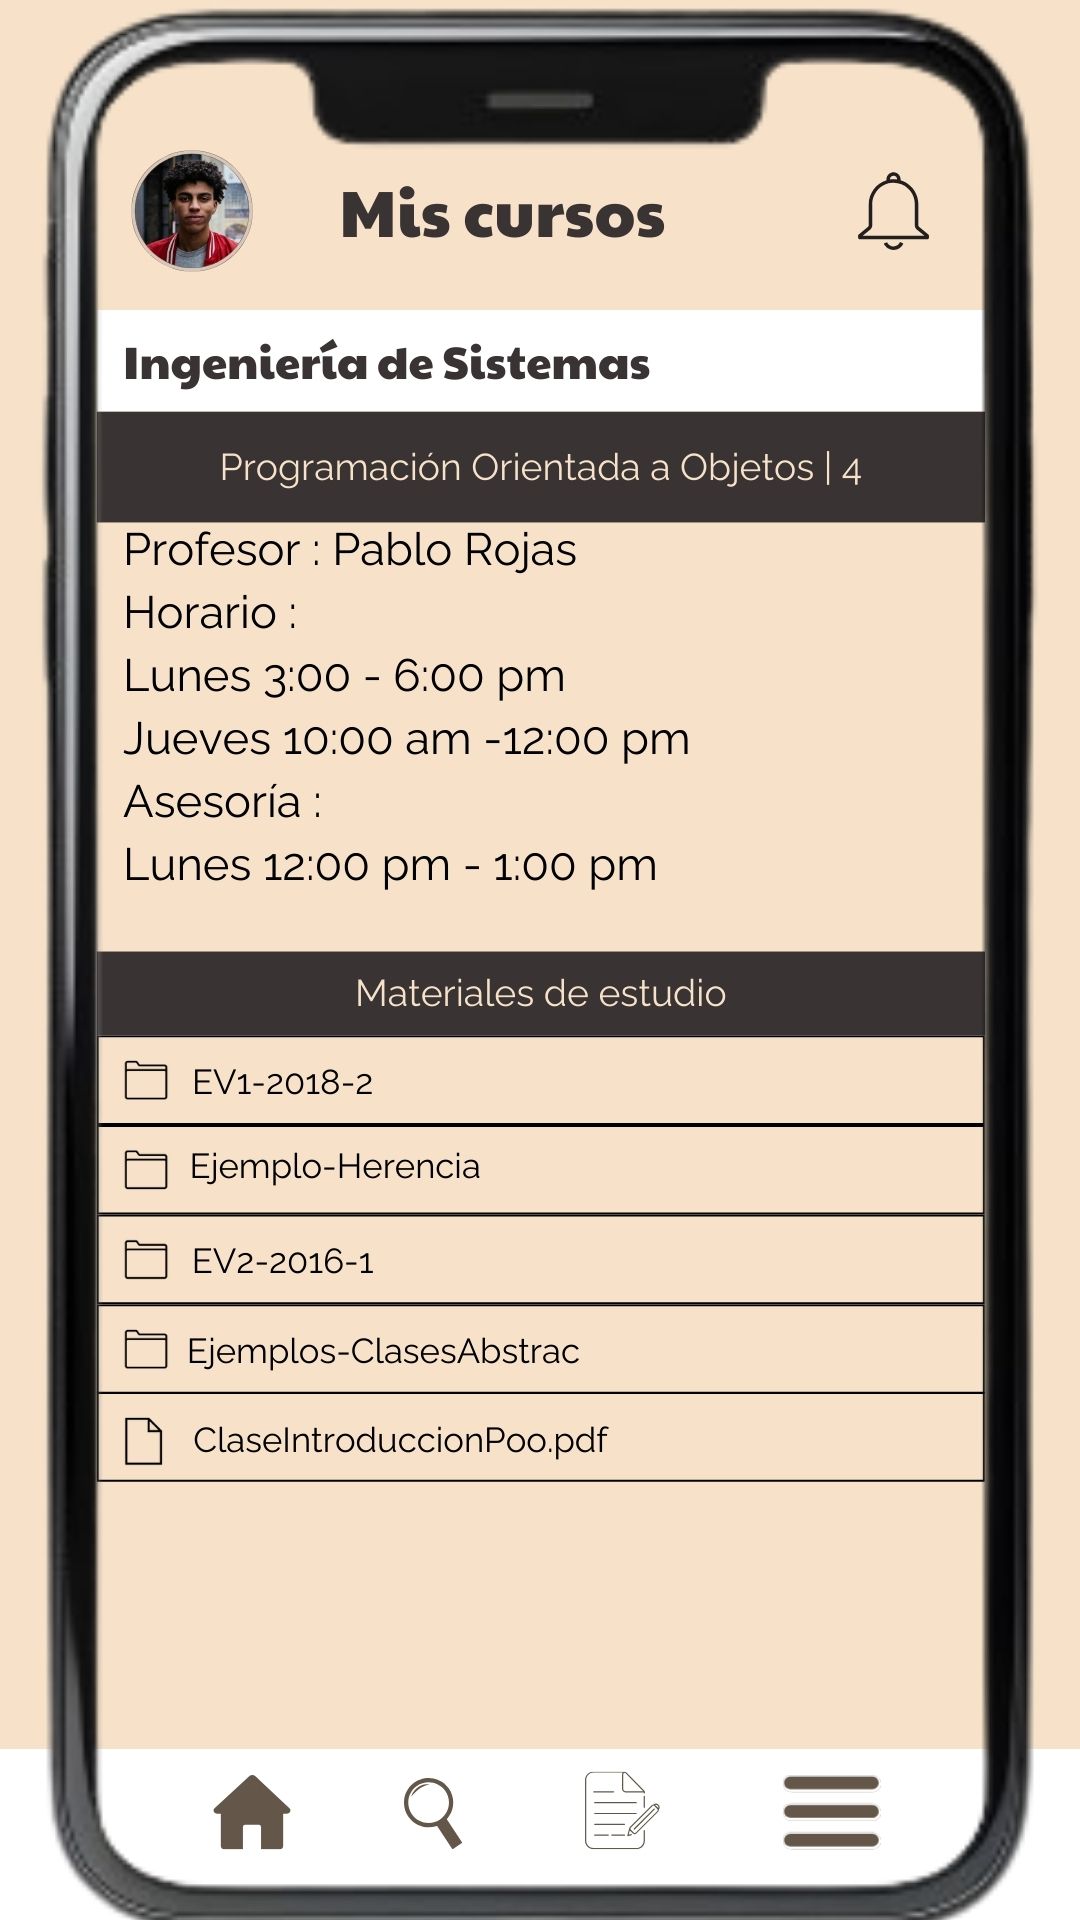 Mis cursos
Ingeniería de Sistemas
Programación Orientada a Objetos | 4
Profesor : Pablo Rojas
Horario :
Lunes 3:00 - 6:00 pm
Jueves 10:00 am -12:00 pm
Asesoría :
Lunes 12:00 pm - 1:00 pm
Materiales de estudio
EV1-2018-2
Ejemplo-Herencia
EV2-2016-1
Ejemplos-ClasesAbstrac
ClaseIntroduccionPoo.pdf